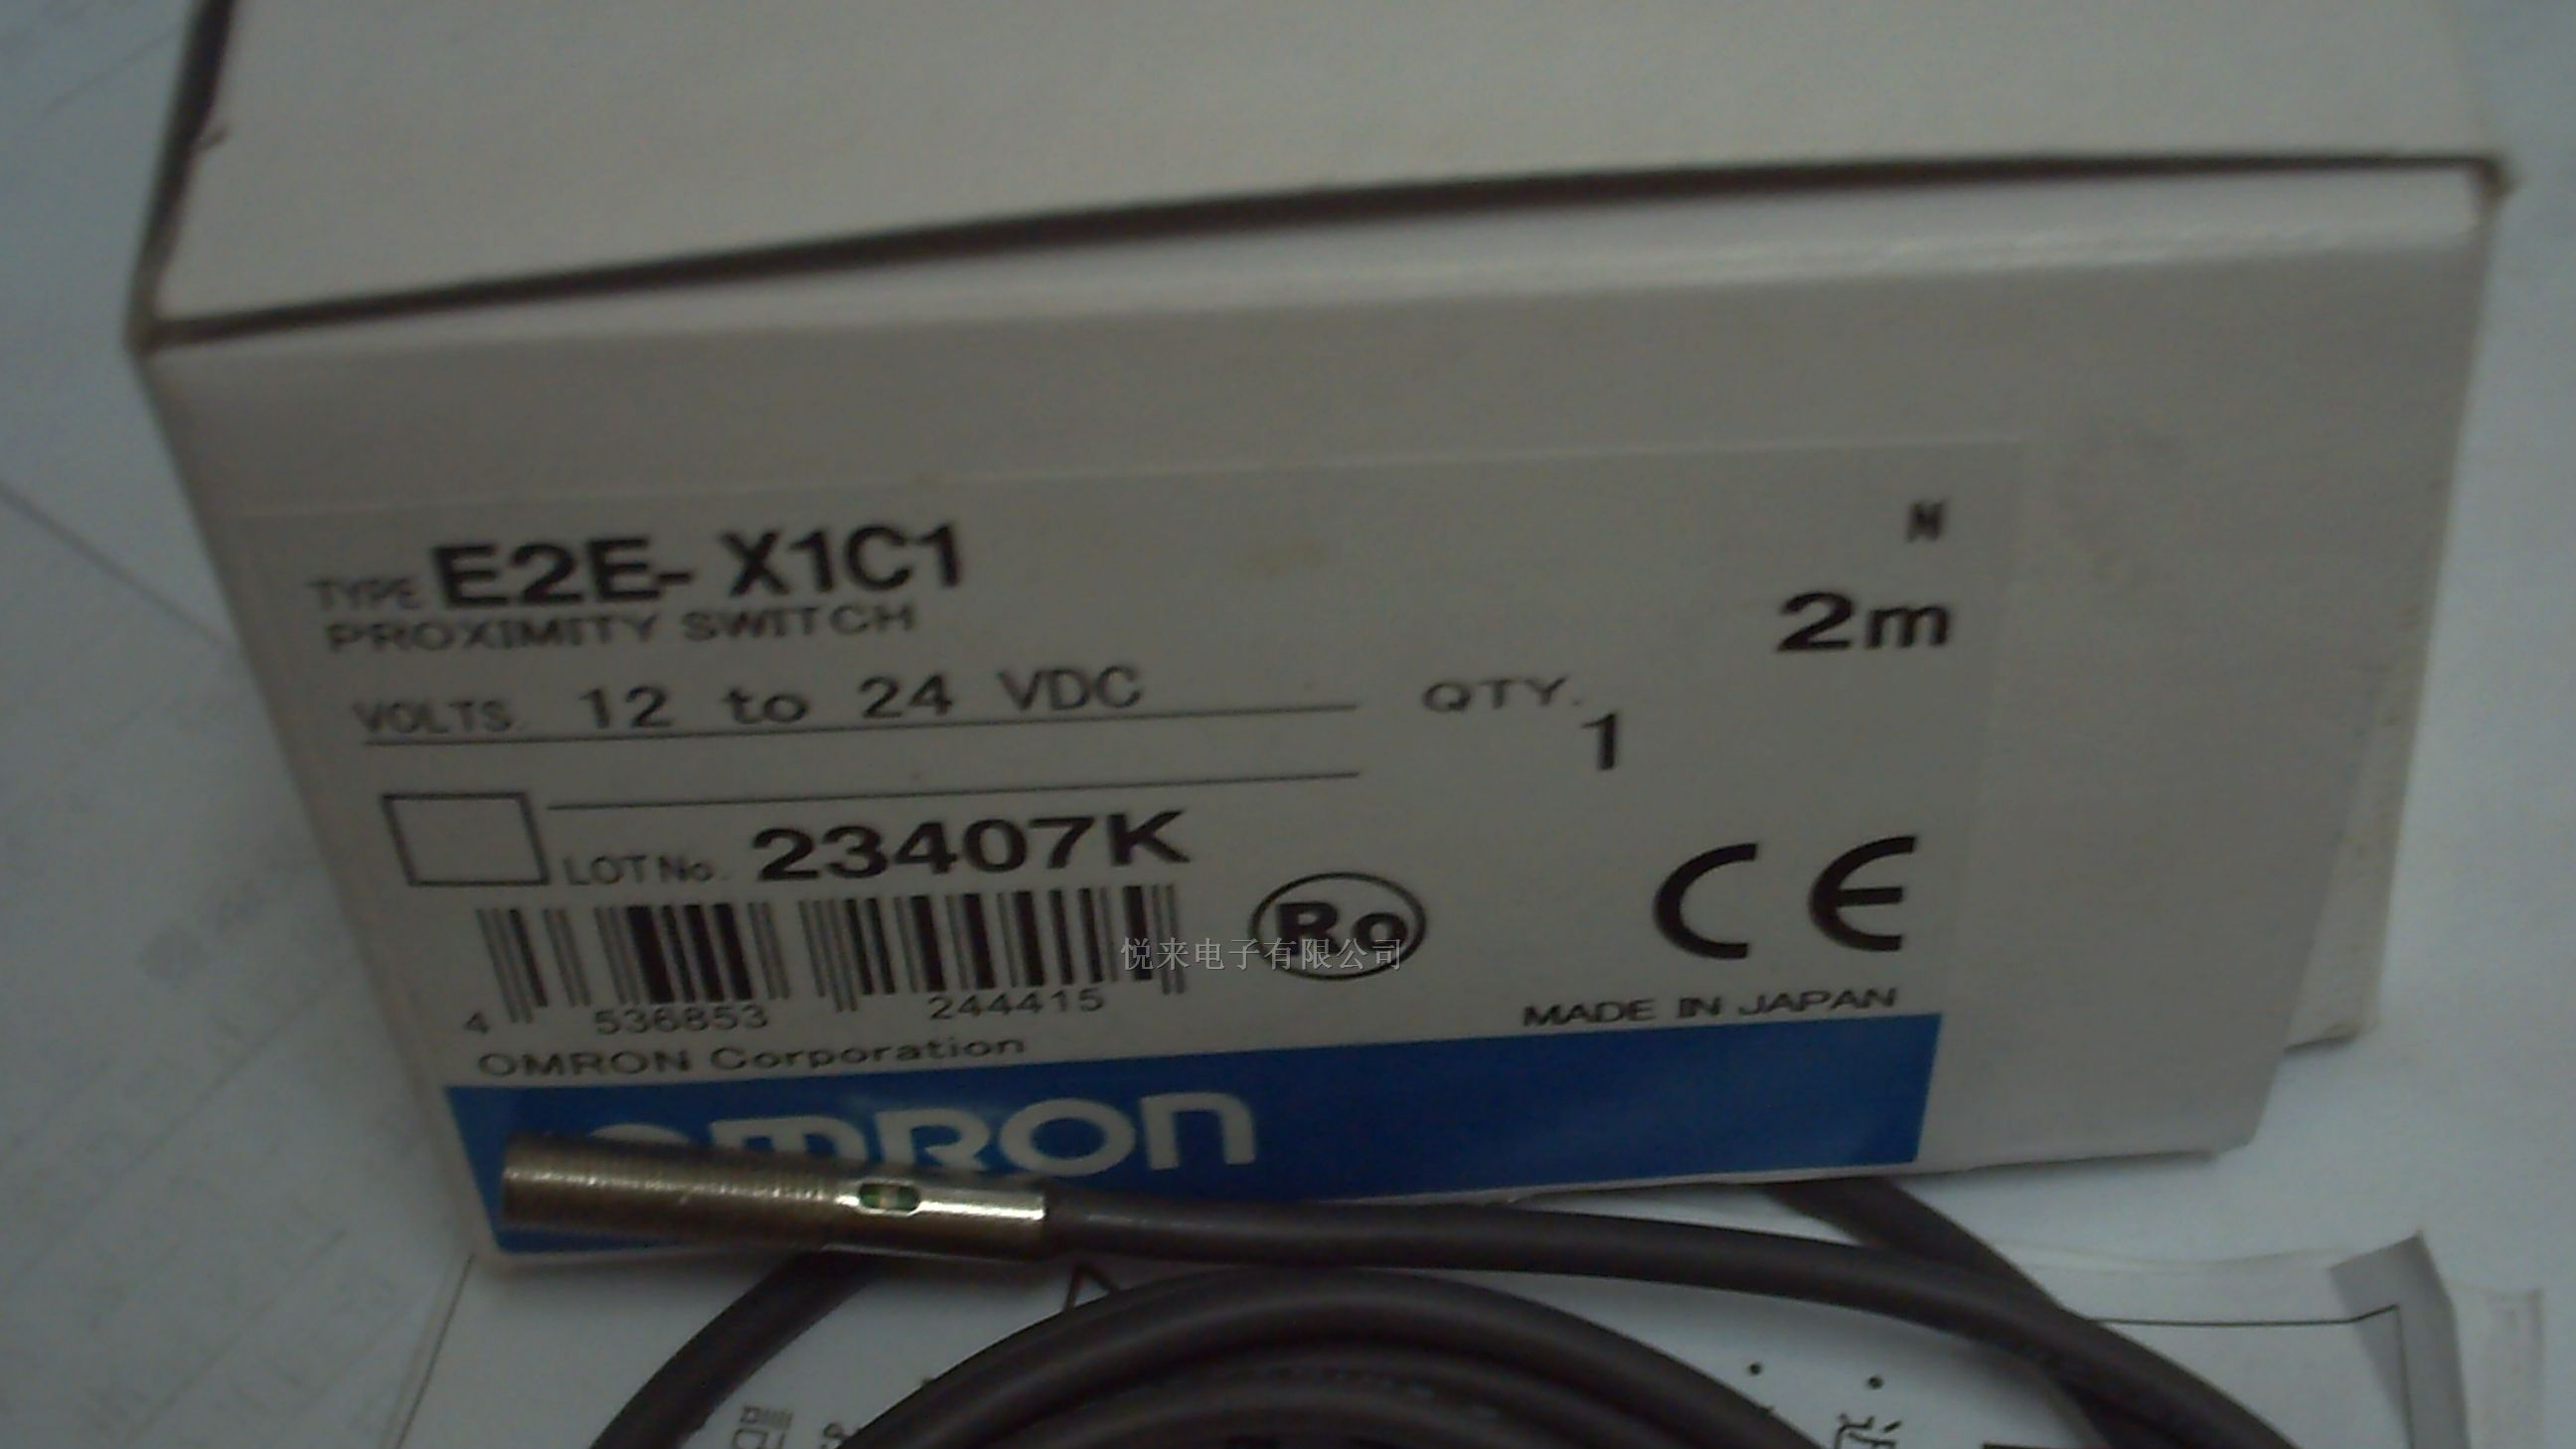 N
TYPE E2E-X1C1
PROXIMITY SWITCH
2m
VOLTS. 12 to 24 VDC
QTY. 1
LOT No. 23407K
Ro
CE
悦来电子有限公司
4 536853 244415
MADE IN JAPAN
OMRON Corporation
OMRON